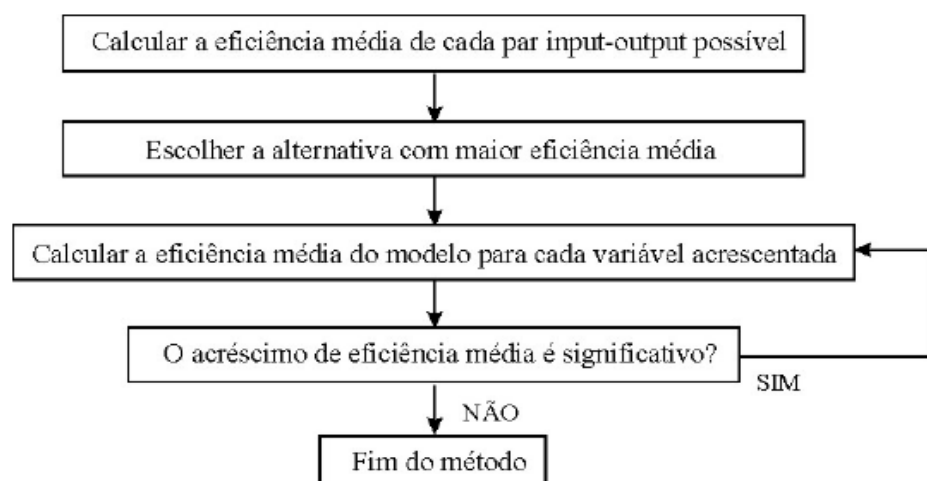 Calcular a eficiência média de cada par input-output possível
Escolher a alternativa com maior eficiência média
Calcular a eficiência média do modelo para cada variável acrescentada
O acréscimo de eficiência média é significativo?
SIM
NÃO
Fim do método